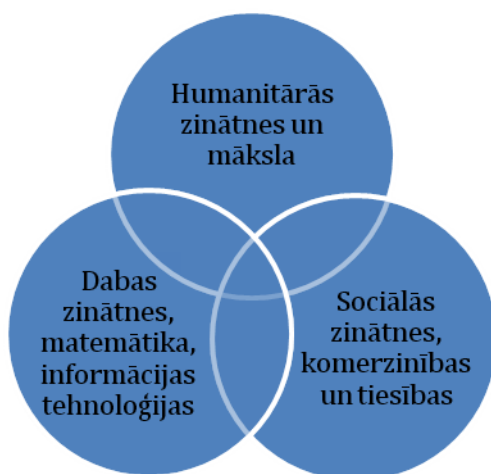 Humanitārās
zinātnes un
māksla
Dabas
zinātnes,
matemātika,
informācijas
tehnoloģijas
Sociālās
zinātnes,
komerzinības
un tiesības